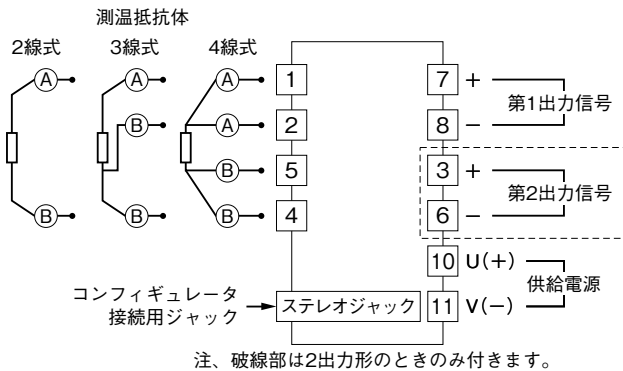 測温抵抗体
2線式 3線式 4線式
A A A 1 7 +
第1出力信号
B A 2 8 −
B 5 3 +
第2出力信号
B B B 4 6 −
10 U(+)
供給電源
コンフィギュレータ
接続用ジャック
ステレオジャック 11 V(−)
注、破線部は2出力形のときのみ付きます。